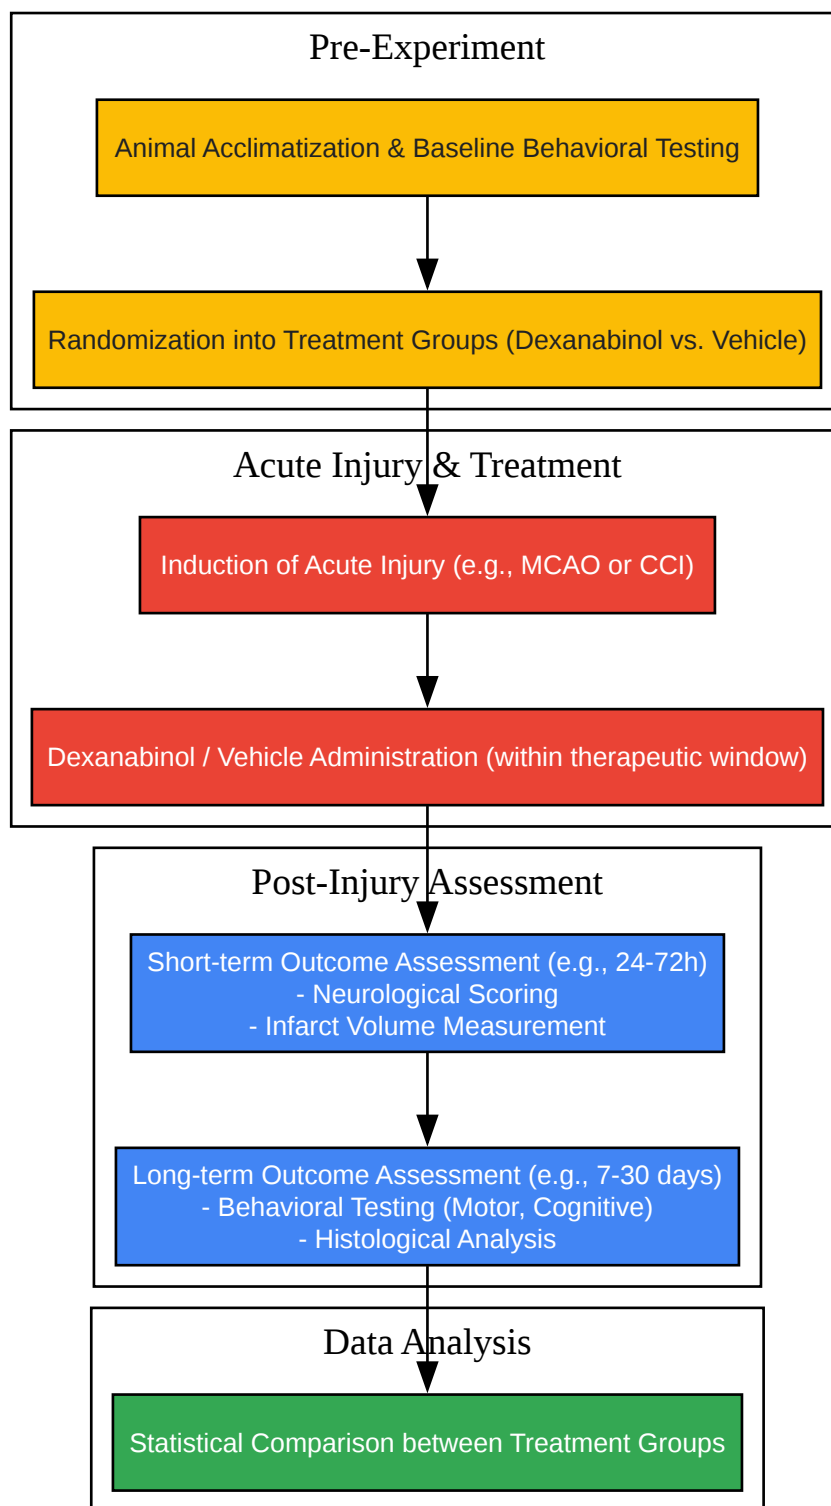 Pre-Experiment
Animal Acclimatization & Baseline Behavioral Testing
Randomization into Treatment Groups (Dexanabinol vs. Vehicle)
Acute Injury & Treatment
Induction of Acute Injury (e.g., MCAO or CCI)
Dexanabinol / Vehicle Administration (within therapeutic window)
Post-Injury Assessment
Short-term Outcome Assessment (e.g., 24-72h)
- Neurological Scoring
- Infarct Volume Measurement
Long-term Outcome Assessment (e.g., 7-30 days)
- Behavioral Testing (Motor, Cognitive)
- Histological Analysis
Data Analysis
Statistical Comparison between Treatment Groups